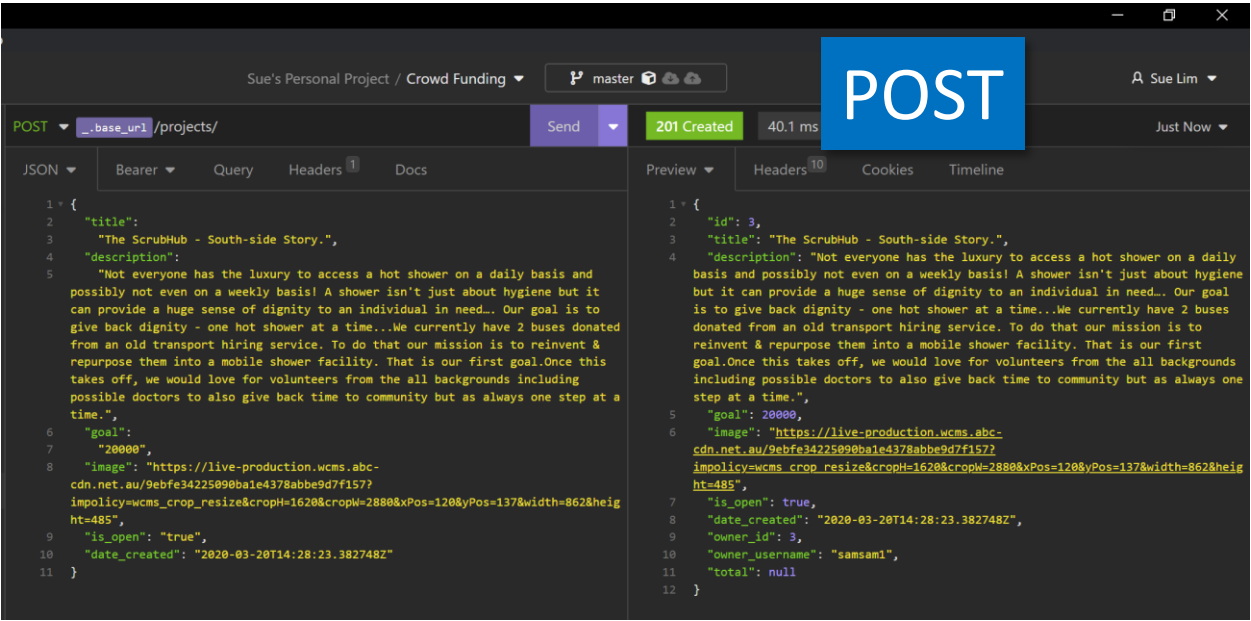 Sue's Personal Project / Crowd Funding
master
POST
Sue Lim
POST _.base_url /projects/
Send
201 Created
40.1 ms
Just Now
JSON
Bearer
Query
Headers 1
Docs
Preview
Headers 10
Cookies
Timeline
1 {
2 "title":
3 "The ScrubHub - South-side Story.",
4 "description":
5 "Not everyone has the luxury to access a hot shower on a daily basis and
possibly not even on a weekly basis! A shower isn't just about hygiene but it
can provide a huge sense of dignity to an individual in need…. Our goal is to
give back dignity - one hot shower at a time...We currently have 2 buses donated
from an old transport hiring service. To do that our mission is to reinvent &
repurpose them into a mobile shower facility. That is our first goal.Once this
takes off, we would love for volunteers from the all backgrounds including
possible doctors to also give back time to community but as always one step at a
time.",
6 "goal":
7 "20000",
8 "image": "https://live-production.wcms.abc-
cdn.net.au/9ebfe34225090ba1e4378abbe9d7f157?
impolicy=wcms_crop_resize&cropH=1620&cropW=2880&xPos=120&yPos=137&width=862&heig
ht=485",
9 "is_open": "true",
10 "date_created": "2020-03-20T14:28:23.382748Z"
11 }
1 {
2 "id": 3,
3 "title": "The ScrubHub - South-side Story.",
4 "description": "Not everyone has the luxury to access a hot shower on a daily
basis and possibly not even on a weekly basis! A shower isn't just about hygiene
but it can provide a huge sense of dignity to an individual in need…. Our goal
is to give back dignity - one hot shower at a time...We currently have 2 buses
donated from an old transport hiring service. To do that our mission is to
reinvent & repurpose them into a mobile shower facility. That is our first
goal.Once this takes off, we would love for volunteers from the all backgrounds
including possible doctors to also give back time to community but as always one
step at a time.",
5 "goal": 20000,
6 "image": "https://live-production.wcms.abc-
cdn.net.au/9ebfe34225090ba1e4378abbe9d7f157?
impolicy=wcms_crop_resize&cropH=1620&cropW=2880&xPos=120&yPos=137&width=862&heig
ht=485",
7 "is_open": true,
8 "date_created": "2020-03-20T14:28:23.382748Z",
9 "owner_id": 3,
10 "owner_username": "samsam1",
11 "total": null
12 }